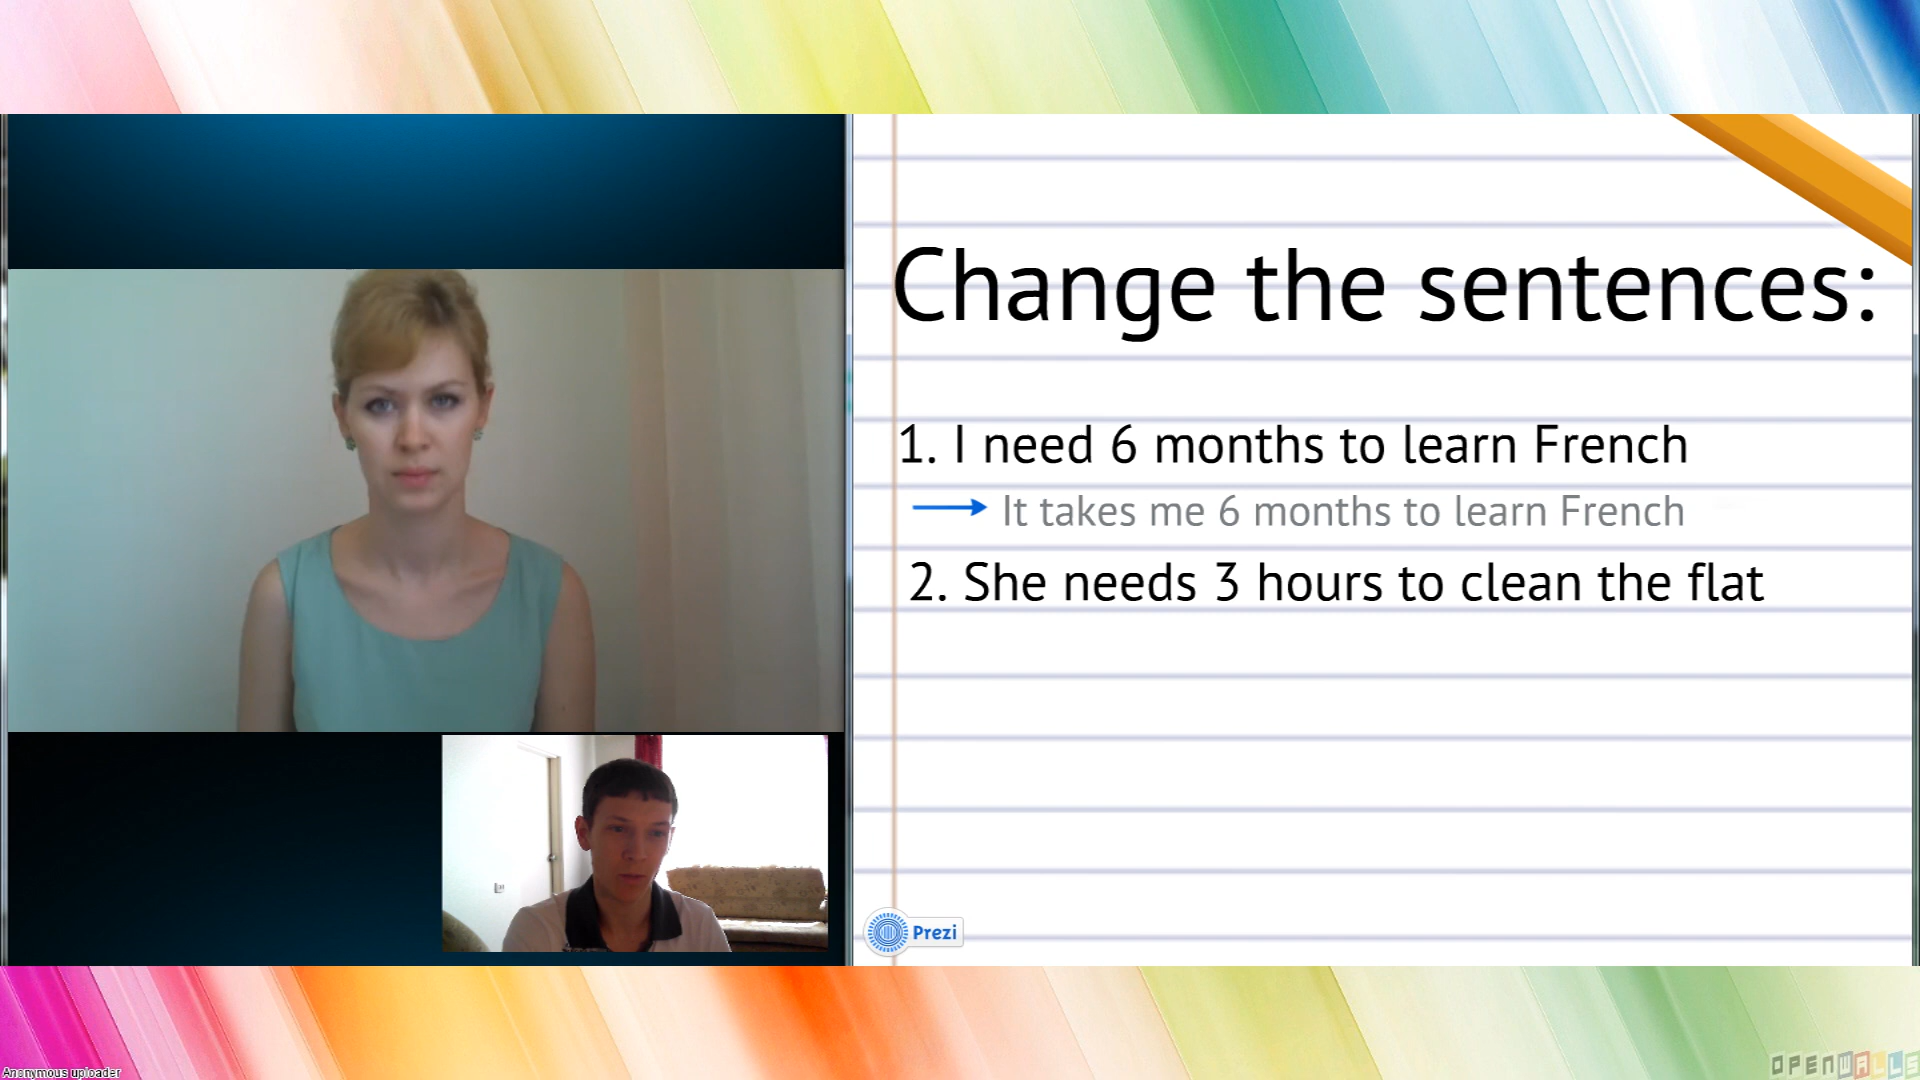 Change the sentences:
1. I need 6 months to learn French
It takes me 6 months to learn French
2. She needs 3 hours to clean the flat
Prezi
Anonymous uploader
OPENWALLS